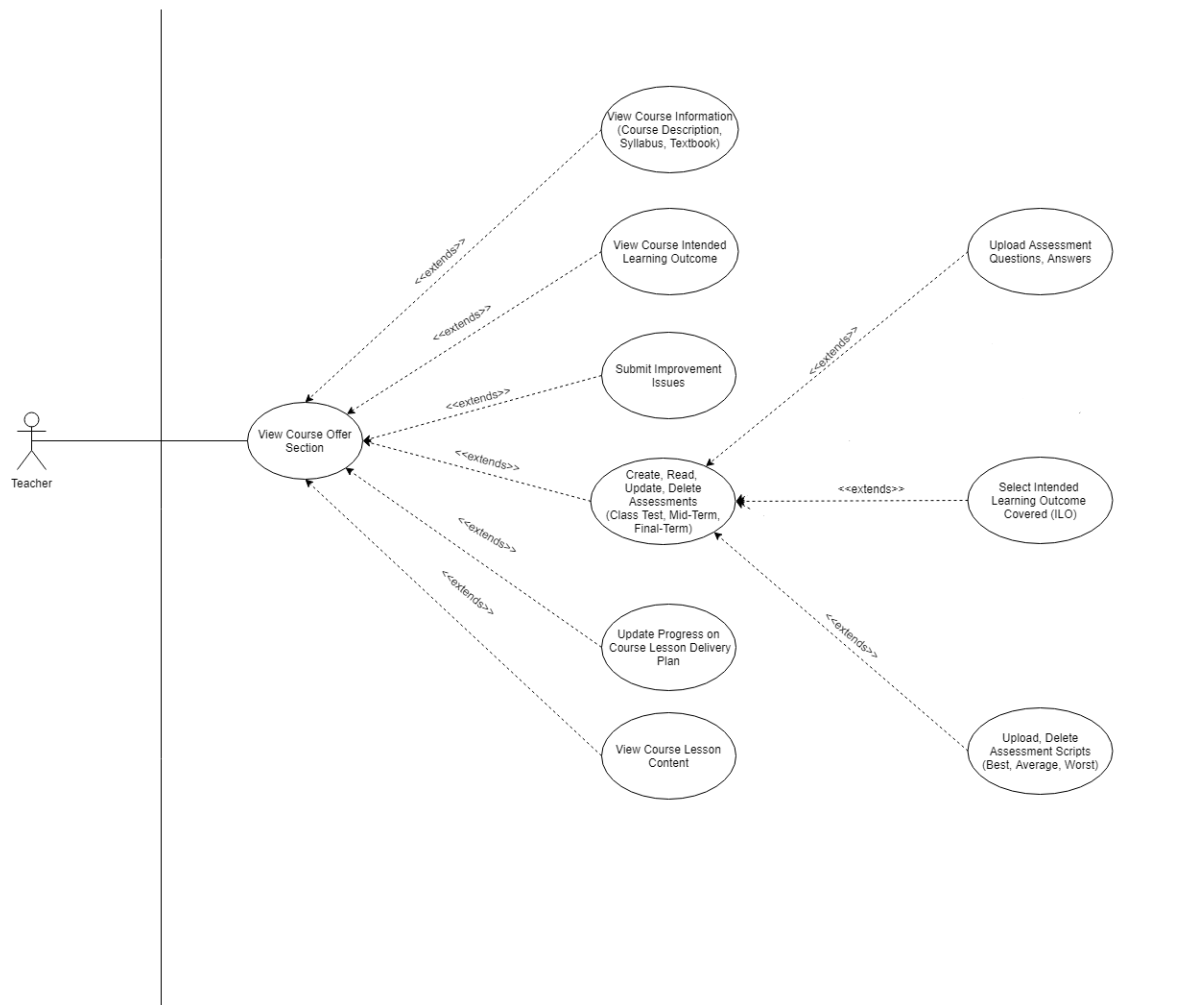 View Course Information
(Course Description,
Syllabus, Textbook)
<<extends>>
View Course Intended
Learning Outcome
<<extends>>
Upload Assessment
Questions, Answers
<<extends>>
Submit Improvement
Issues
<<extends>>
Teacher
View Course Offer
Section
<<extends>>
Create, Read,
Update, Delete
Assessments
(Class Test, Mid-Term,
Final-Term)
<<extends>>
Select Intended
Learning Outcome
Covered (ILO)
<<extends>>
Update Progress on
Course Lesson Delivery
Plan
<<extends>>
View Course Lesson
Content
<<extends>>
Upload, Delete
Assessment Scripts
(Best, Average, Worst)